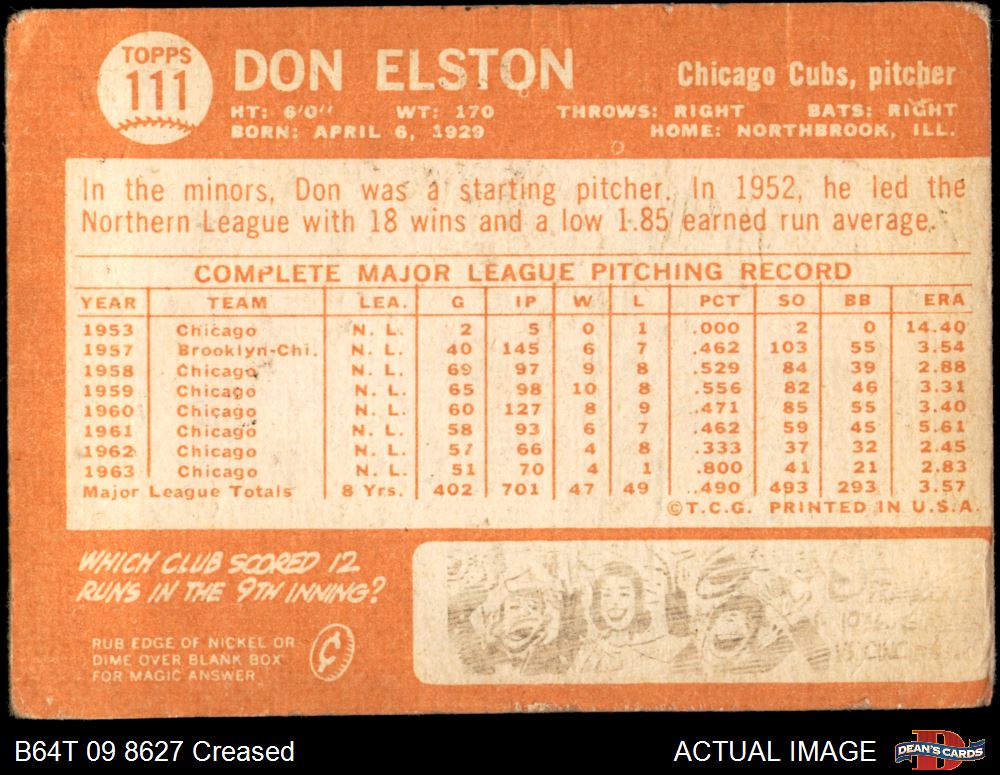 TOPPS
111
DON ELSTON
Chicago Cubs, pitcher
HT: 6'0" WT: 170 THROWS: RIGHT BATS: RIGHT
BORN: APRIL 6, 1929 HOME: NORTHBROOK, ILL.
In the minors, Don was a starting pitcher. In 1952, he led the
Northern League with 18 wins and a low 1.85 earned run average.
COMPLETE MAJOR LEAGUE PITCHING RECORD
YEAR TEAM LEA. G IP W L PCT SO BB ERA
1953 Chicago N. L. 2 5 0 1 .000 2 0 14.40
1957 Brooklyn-Chi. N. L. 40 145 6 7 .462 103 55 3.54
1958 Chicago N. L. 69 97 9 8 .529 84 39 2.88
1959 Chicago N. L. 65 98 10 8 .556 82 46 3.31
1960 Chicago N. L. 60 127 8 9 .471 85 55 3.40
1961 Chicago N. L. 58 93 6 7 .462 59 45 5.61
1962 Chicago N. L. 57 66 4 8 .333 37 32 2.45
1963 Chicago N. L. 51 70 4 1 .800 41 21 2.83
Major League Totals 8 Yrs. 402 701 47 49 .490 493 293 3.57
©T.C.G. PRINTED IN U.S.A.
WHICH CLUB SCORED 12
RUNS IN THE 9TH INNING?
RUB EDGE OF NICKEL OR
DIME OVER BLANK BOX
FOR MAGIC ANSWER
¢
B64T 09 8627 Creased
ACTUAL IMAGE
D
DEAN'S CARDS